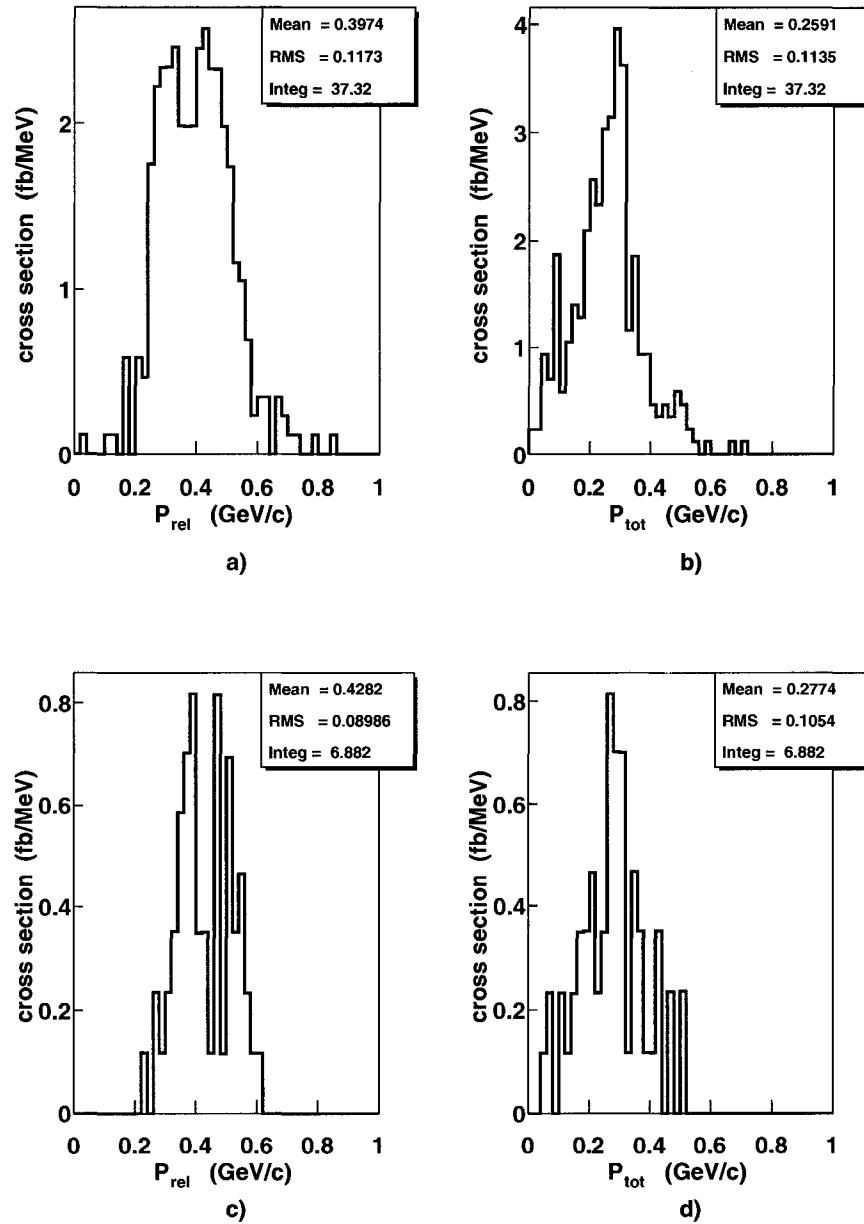 Mean = 0.3974
RMS = 0.1173
Integ = 37.32
cross section (fb/MeV)
2
1
0
0 0.2 0.4 0.6 0.8 1
P_rel (GeV/c)
a)
Mean = 0.2591
RMS = 0.1135
Integ = 37.32
cross section (fb/MeV)
4
3
2
1
0
0 0.2 0.4 0.6 0.8 1
P_tot (GeV/c)
b)
Mean = 0.4282
RMS = 0.08986
Integ = 6.882
cross section (fb/MeV)
0.8
0.6
0.4
0.2
0
0 0.2 0.4 0.6 0.8 1
P_rel (GeV/c)
c)
Mean = 0.2774
RMS = 0.1054
Integ = 6.882
cross section (fb/MeV)
0.8
0.6
0.4
0.2
0
0 0.2 0.4 0.6 0.8 1
P_tot (GeV/c)
d)